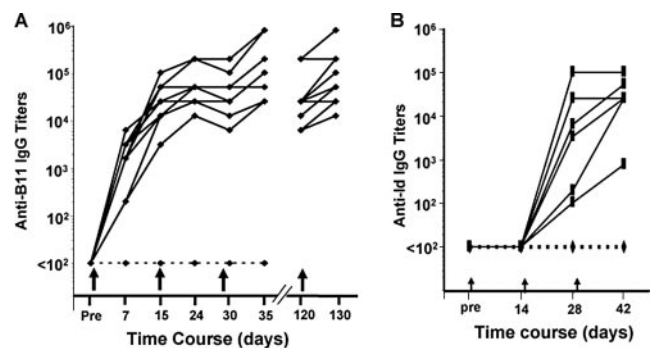 A
10⁶
10⁵
10⁴
10³
10²
<10²
Anti-B11 IgG Titers
Pre 7 15 24 30 35 120 130
Time Course (days)
B
10⁶
10⁵
10⁴
10³
10²
<10²
Anti-Id IgG Titers
pre 14 28 42
Time course (days)